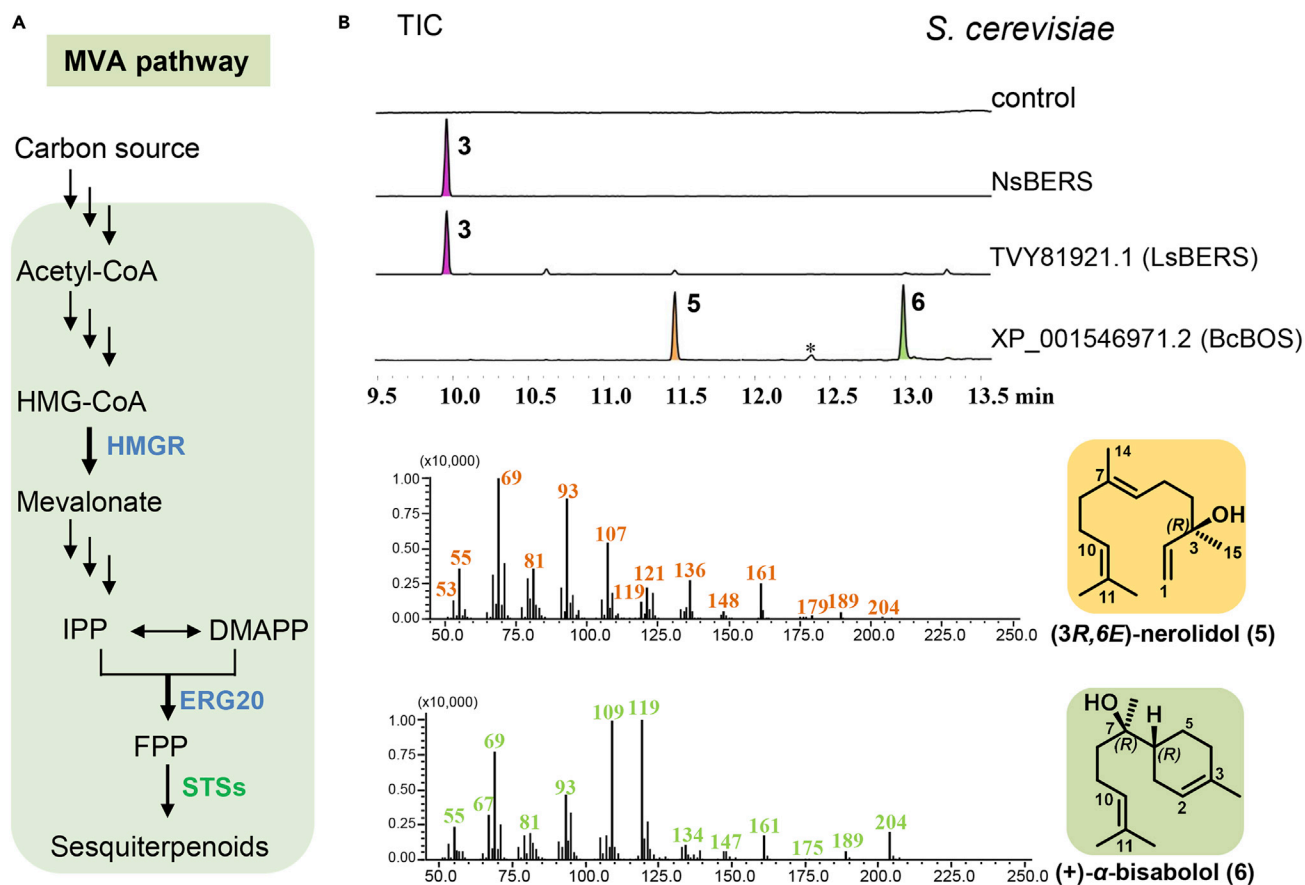 A
MVA pathway
Carbon source
Acetyl-CoA
HMG-CoA
HMGR
Mevalonate
IPP
DMAPP
ERG20
FPP
STSs
Sesquiterpenoids
B
TIC
S. cerevisiae
control
3
NsBERS
3
TVY81921.1 (LsBERS)
5
*
6
XP_001546971.2 (BcBOS)
9.5 10.0 10.5 11.0 11.5 12.0 12.5 13.0 13.5 min
(x10,000)
1.00
0.75
0.50
0.25
0.00
53 55 69 81 93 107 119 121 136 148 161 179 189 204
50.0 75.0 100.0 125.0 150.0 175.0 200.0 225.0 250.0
14
7
10
11
(R)
OH
3
15
1
(3R,6E)-nerolidol (5)
(x10,000)
1.00
0.75
0.50
0.25
0.00
55 67 69 81 93 109 119 134 147 161 175 189 204
50.0 75.0 100.0 125.0 150.0 175.0 200.0 225.0 250.0
HO
H
7
5
(R)
(R)
3
10
2
11
(+)-α-bisabolol (6)